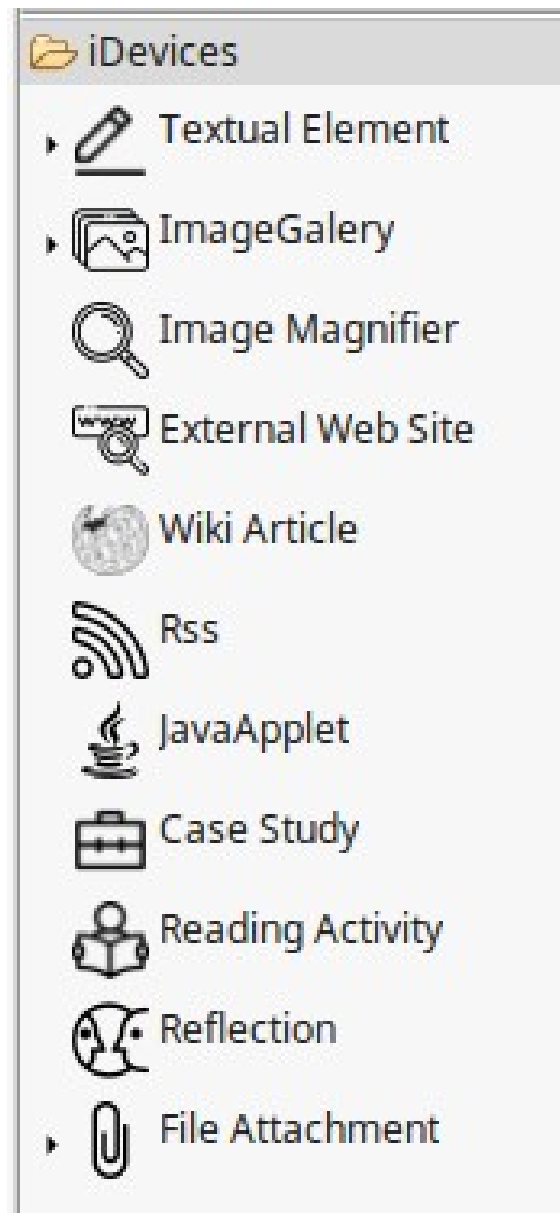 iDevices
Textual Element
ImageGalery
Image Magnifier
External Web Site
Wiki Article
Rss
JavaApplet
Case Study
Reading Activity
Reflection
File Attachment